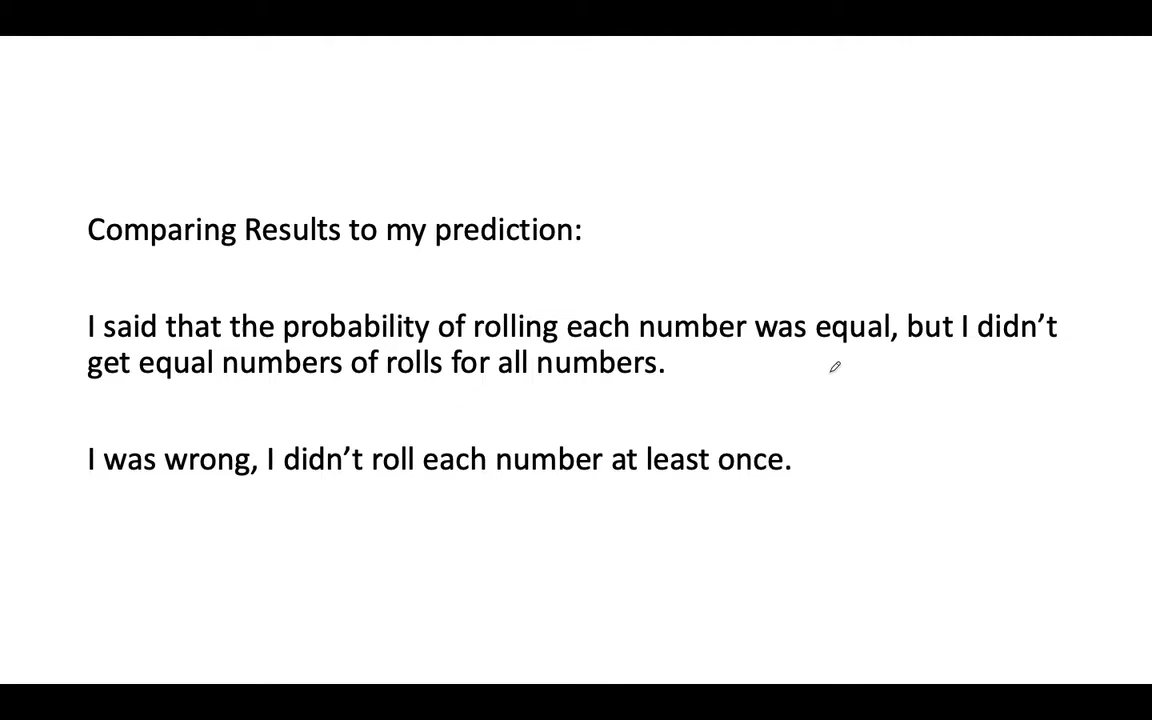 Comparing Results to my prediction:
I said that the probability of rolling each number was equal, but I didn’t
get equal numbers of rolls for all numbers.
I was wrong, I didn’t roll each number at least once.